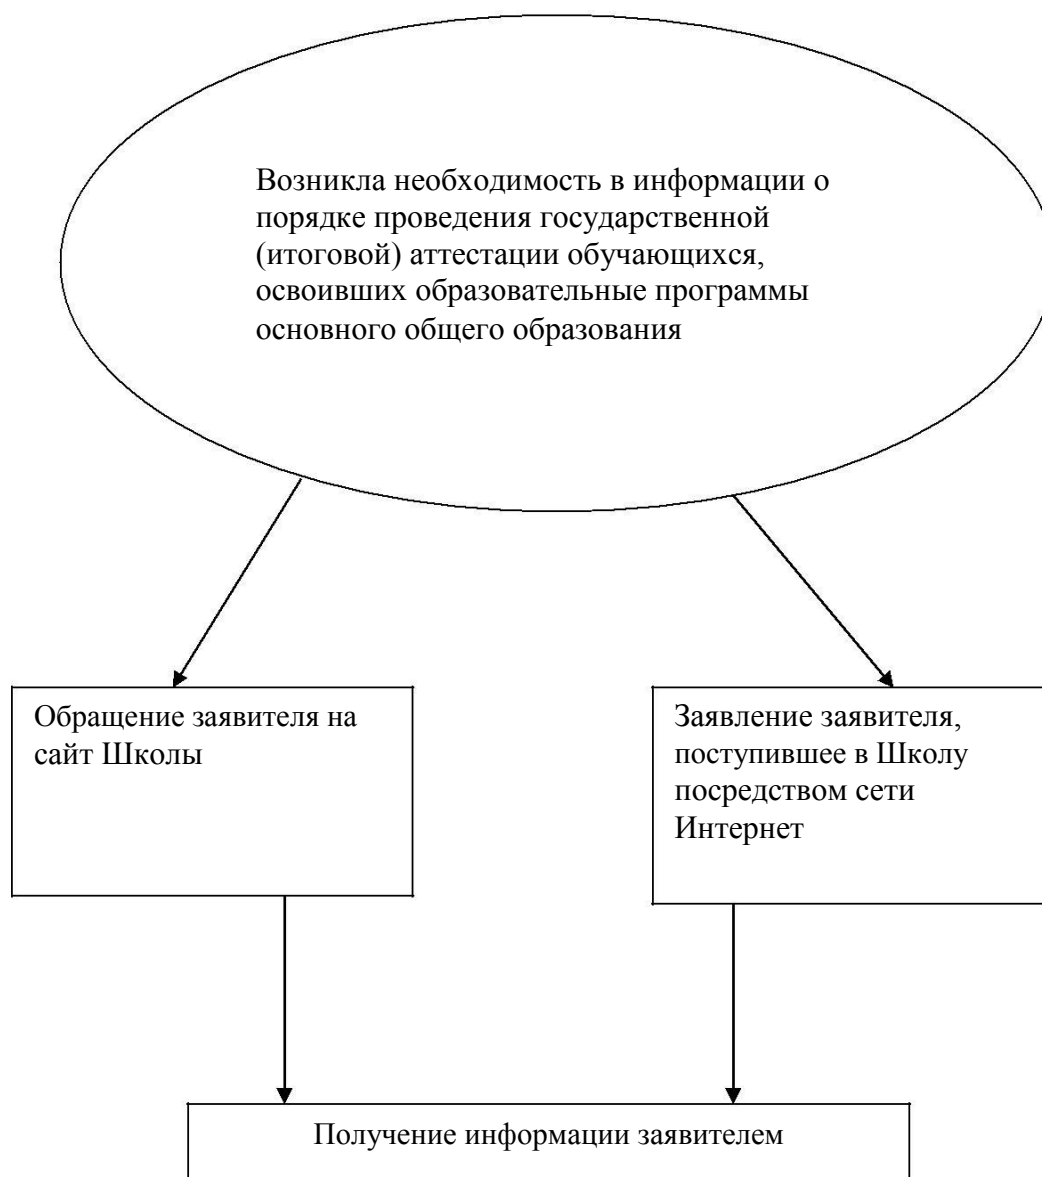 Возникла необходимость в информации о
порядке проведения государственной
(итоговой) аттестации обучающихся,
освоивших образовательные программы
основного общего образования
Обращение заявителя на
сайт Школы
Заявление заявителя,
поступившее в Школу
посредством сети
Интернет
Получение информации заявителем